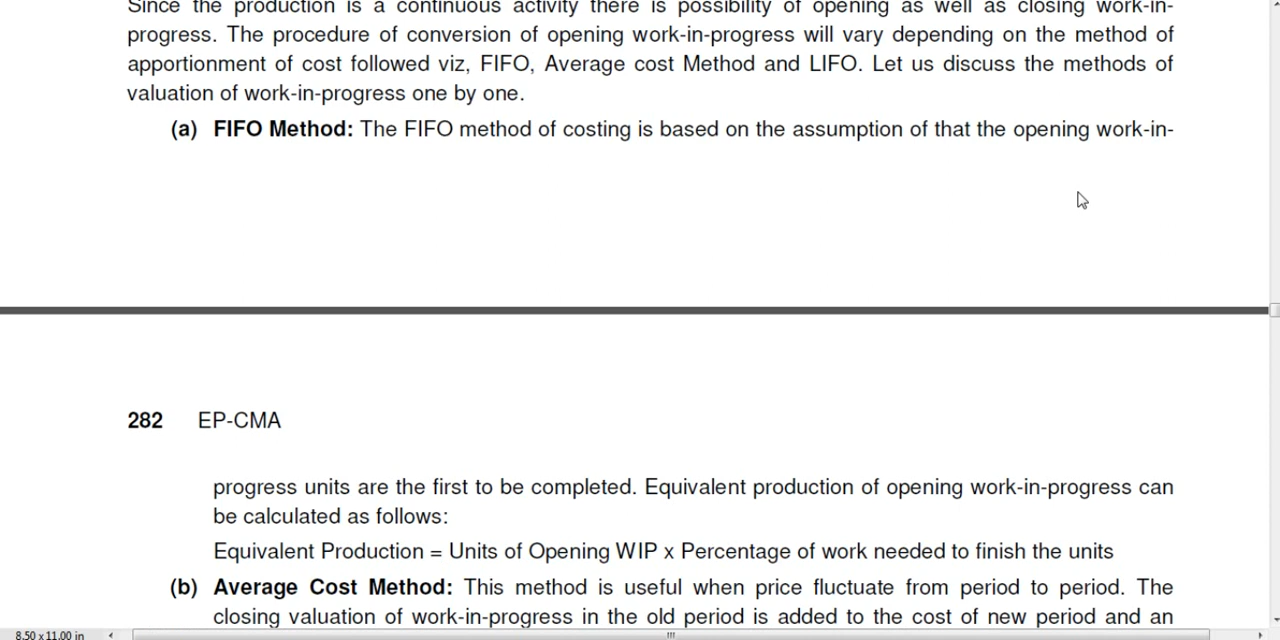 Since the production is a continuous activity there is possibility of opening as well as closing work-in-
progress. The procedure of conversion of opening work-in-progress will vary depending on the method of
apportionment of cost followed viz, FIFO, Average cost Method and LIFO. Let us discuss the methods of
valuation of work-in-progress one by one.
(a) FIFO Method: The FIFO method of costing is based on the assumption of that the opening work-in-
282 EP-CMA
progress units are the first to be completed. Equivalent production of opening work-in-progress can
be calculated as follows:
Equivalent Production = Units of Opening WIP x Percentage of work needed to finish the units
(b) Average Cost Method: This method is useful when price fluctuate from period to period. The
closing valuation of work-in-progress in the old period is added to the cost of new period and an
8.50 x 11.00 in